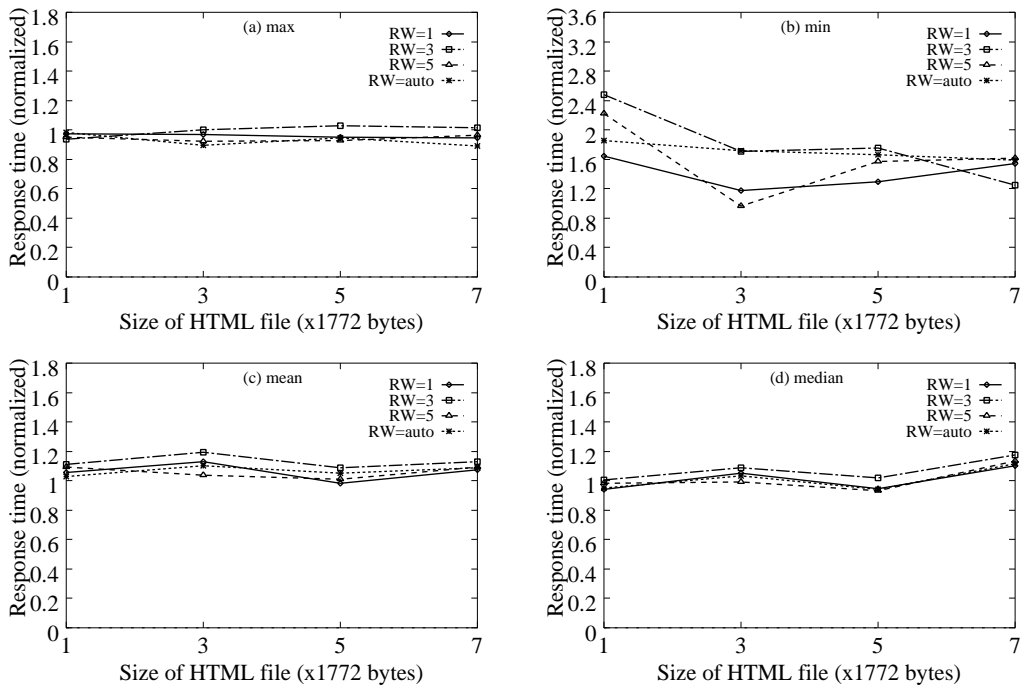 (a) max
RW=1
RW=3
RW=5
RW=auto
1.8
1.6
1.4
1.2
1
0.8
0.6
0.4
0.2
0
1 3 5 7
Response time (normalized)
Size of HTML file (x1772 bytes)
(b) min
RW=1
RW=3
RW=5
RW=auto
3.6
3.2
2.8
2.4
2
1.6
1.2
0.8
0.4
0
1 3 5 7
Response time (normalized)
Size of HTML file (x1772 bytes)
(c) mean
RW=1
RW=3
RW=5
RW=auto
1.8
1.6
1.4
1.2
1
0.8
0.6
0.4
0.2
0
1 3 5 7
Response time (normalized)
Size of HTML file (x1772 bytes)
(d) median
RW=1
RW=3
RW=5
RW=auto
1.8
1.6
1.4
1.2
1
0.8
0.6
0.4
0.2
0
1 3 5 7
Response time (normalized)
Size of HTML file (x1772 bytes)